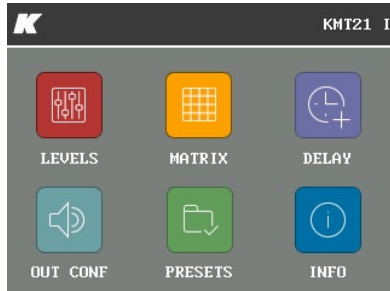 K
KMT21 I
LEVELS MATRIX DELAY
OUT CONF PRESETS INFO